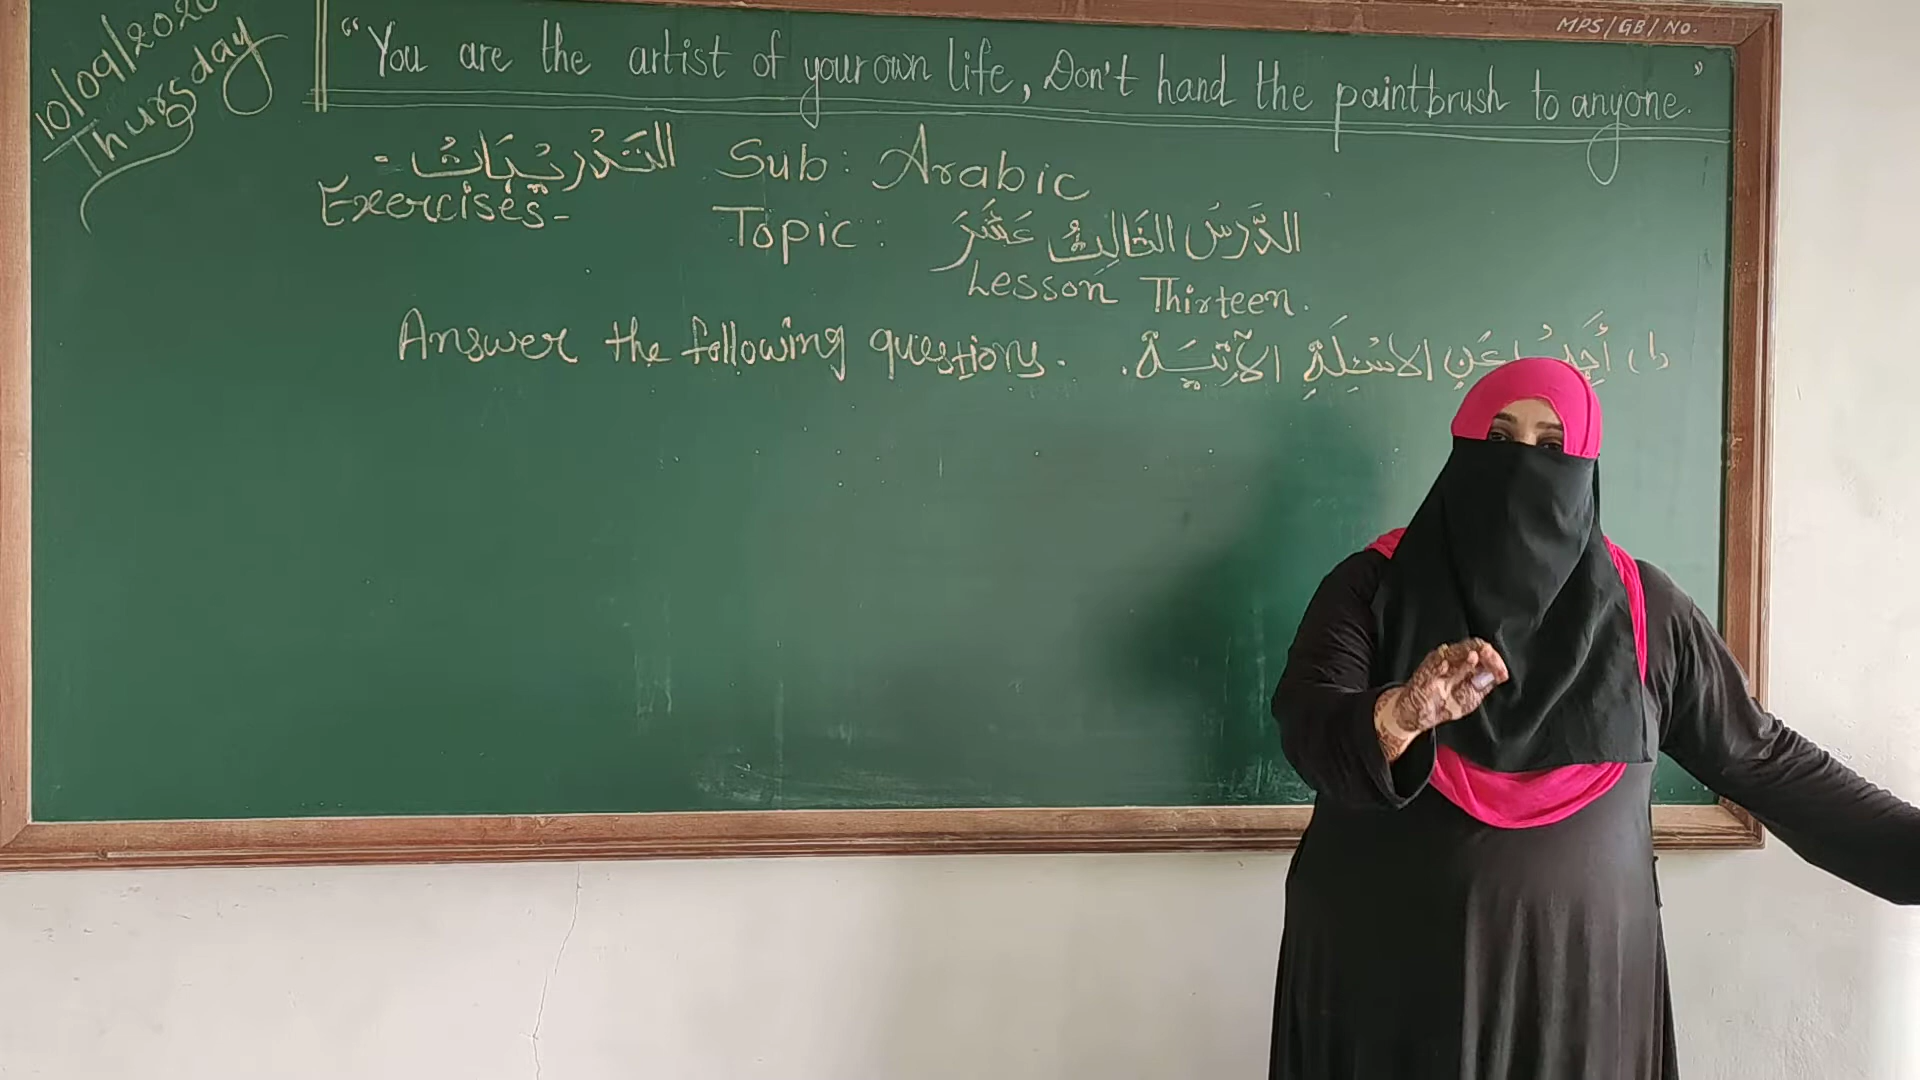 10/09/2020
Thursday
MPS/GB/NO.
"You are the artist of your own life, Don't hand the paintbrush to anyone."
التَّدْرِيْبَاتُ -
Exercises -
Sub: Arabic
Topic: الدَّرسُ الثَالِثُ عَشَرَ
Lesson Thirteen.
(١) عَنِ الاسْئِلَةِ الآتِيَةِ .
Answer the following questions.